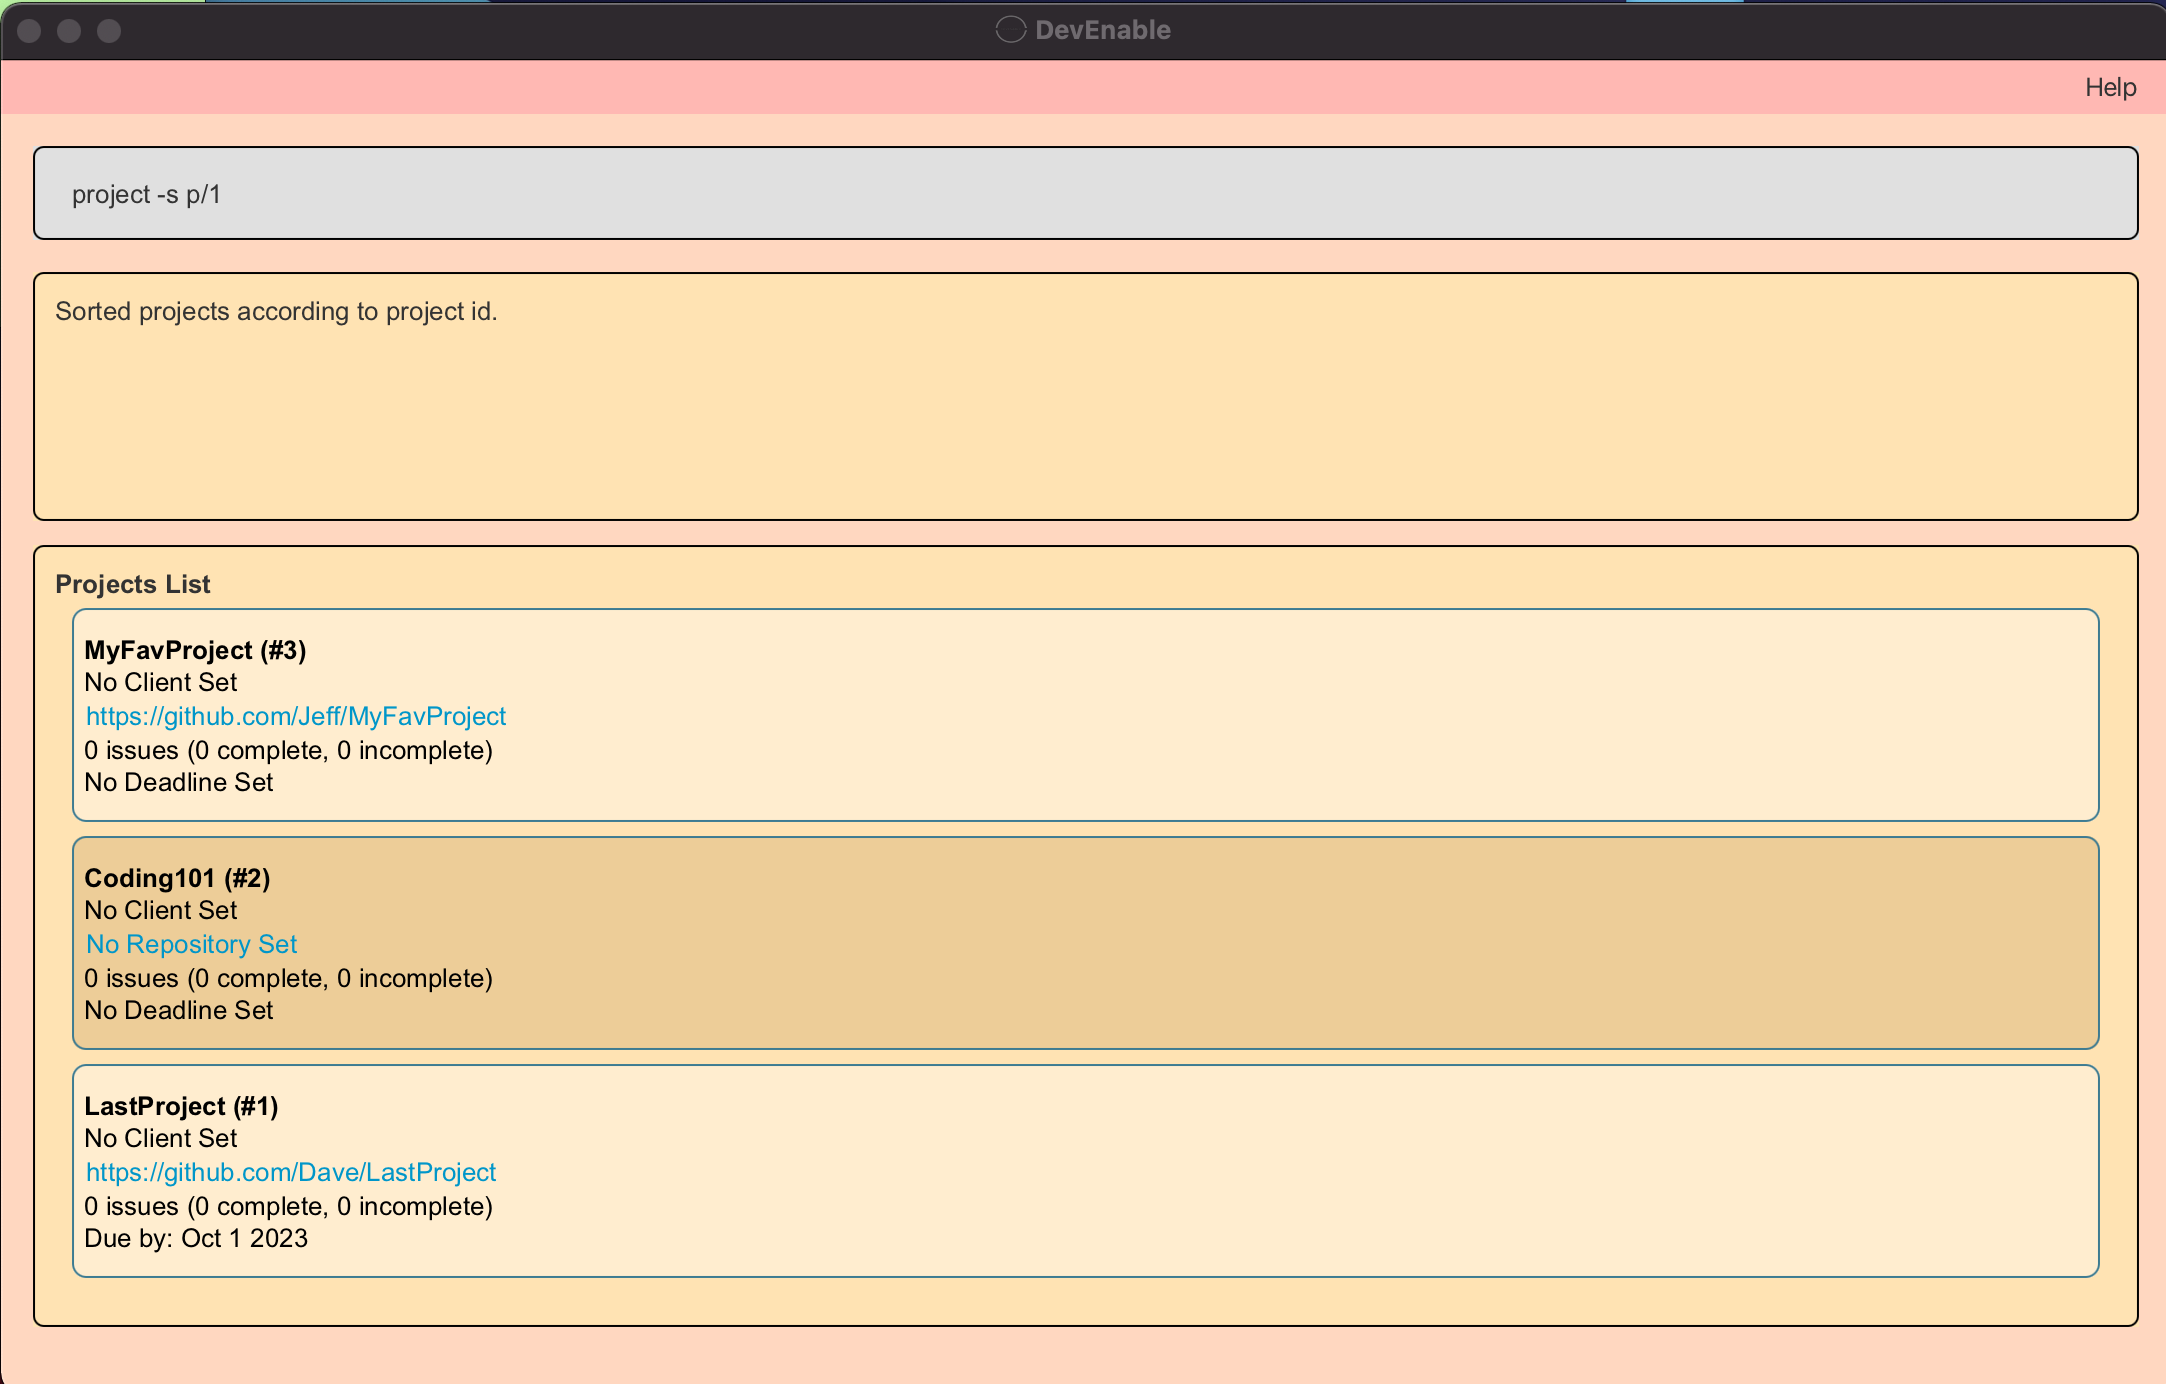 DevEnable
Help
project -s p/1
Sorted projects according to project id.
Projects List
MyFavProject (#3)
No Client Set
https://github.com/Jeff/MyFavProject
0 issues (0 complete, 0 incomplete)
No Deadline Set
Coding101 (#2)
No Client Set
No Repository Set
0 issues (0 complete, 0 incomplete)
No Deadline Set
LastProject (#1)
No Client Set
https://github.com/Dave/LastProject
0 issues (0 complete, 0 incomplete)
Due by: Oct 1 2023